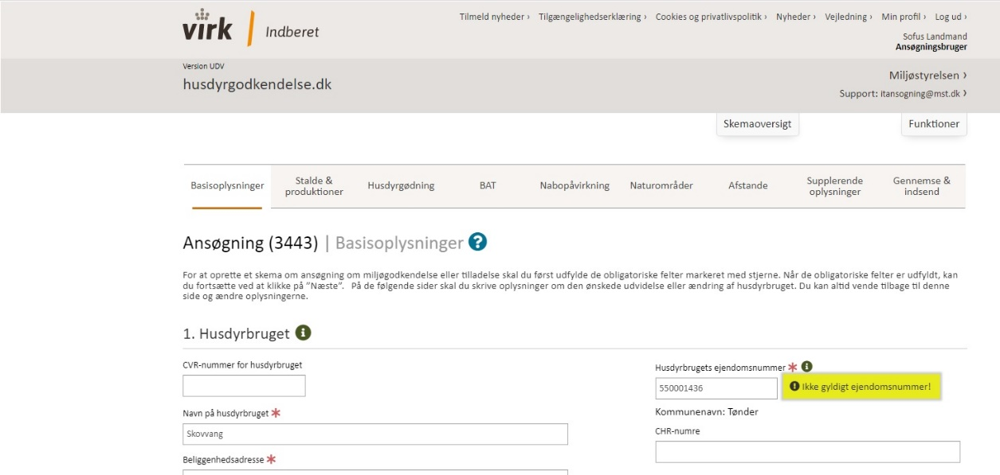 virk
Indberet
Tilmeld nyheder › Tilgængelighedserklæring › Cookies og privatlivspolitik › Nyheder › Vejledning › Min profil › Log ud ›
Sofus Landmand
Ansøgningsbruger
Version UDV
husdyrgodkendelse.dk
Miljøstyrelsen ›
Support: itansogning@mst.dk ›
Skemaoversigt
Funktioner
Basisoplysninger
Stalde &
produktioner
Husdyrgødning
BAT
Nabopåvirkning
Naturområder
Afstande
Supplerende
oplysninger
Gennemse &
indsend
Ansøgning (3443) | Basisoplysninger ?
For at oprette et skema om ansøgning om miljøgodkendelse eller tilladelse skal du først udfylde de obligatoriske felter markeret med stjerne. Når de obligatoriske felter er udfyldt, kan
du fortsætte ved at klikke på ”Næste”. På de følgende sider skal du skrive oplysninger om den ønskede udvidelse eller ændring af husdyrbruget. Du kan altid vende tilbage til denne
side og ændre oplysningerne.
1. Husdyrbruget
CVR-nummer for husdyrbruget
Navn på husdyrbruget *
Skovvang
Beliggenhedsadresse *
Husdyrbrugets ejendomsnummer *
550001436
Ikke gyldigt ejendomsnummer!
Kommunenavn: Tønder
CHR-numre